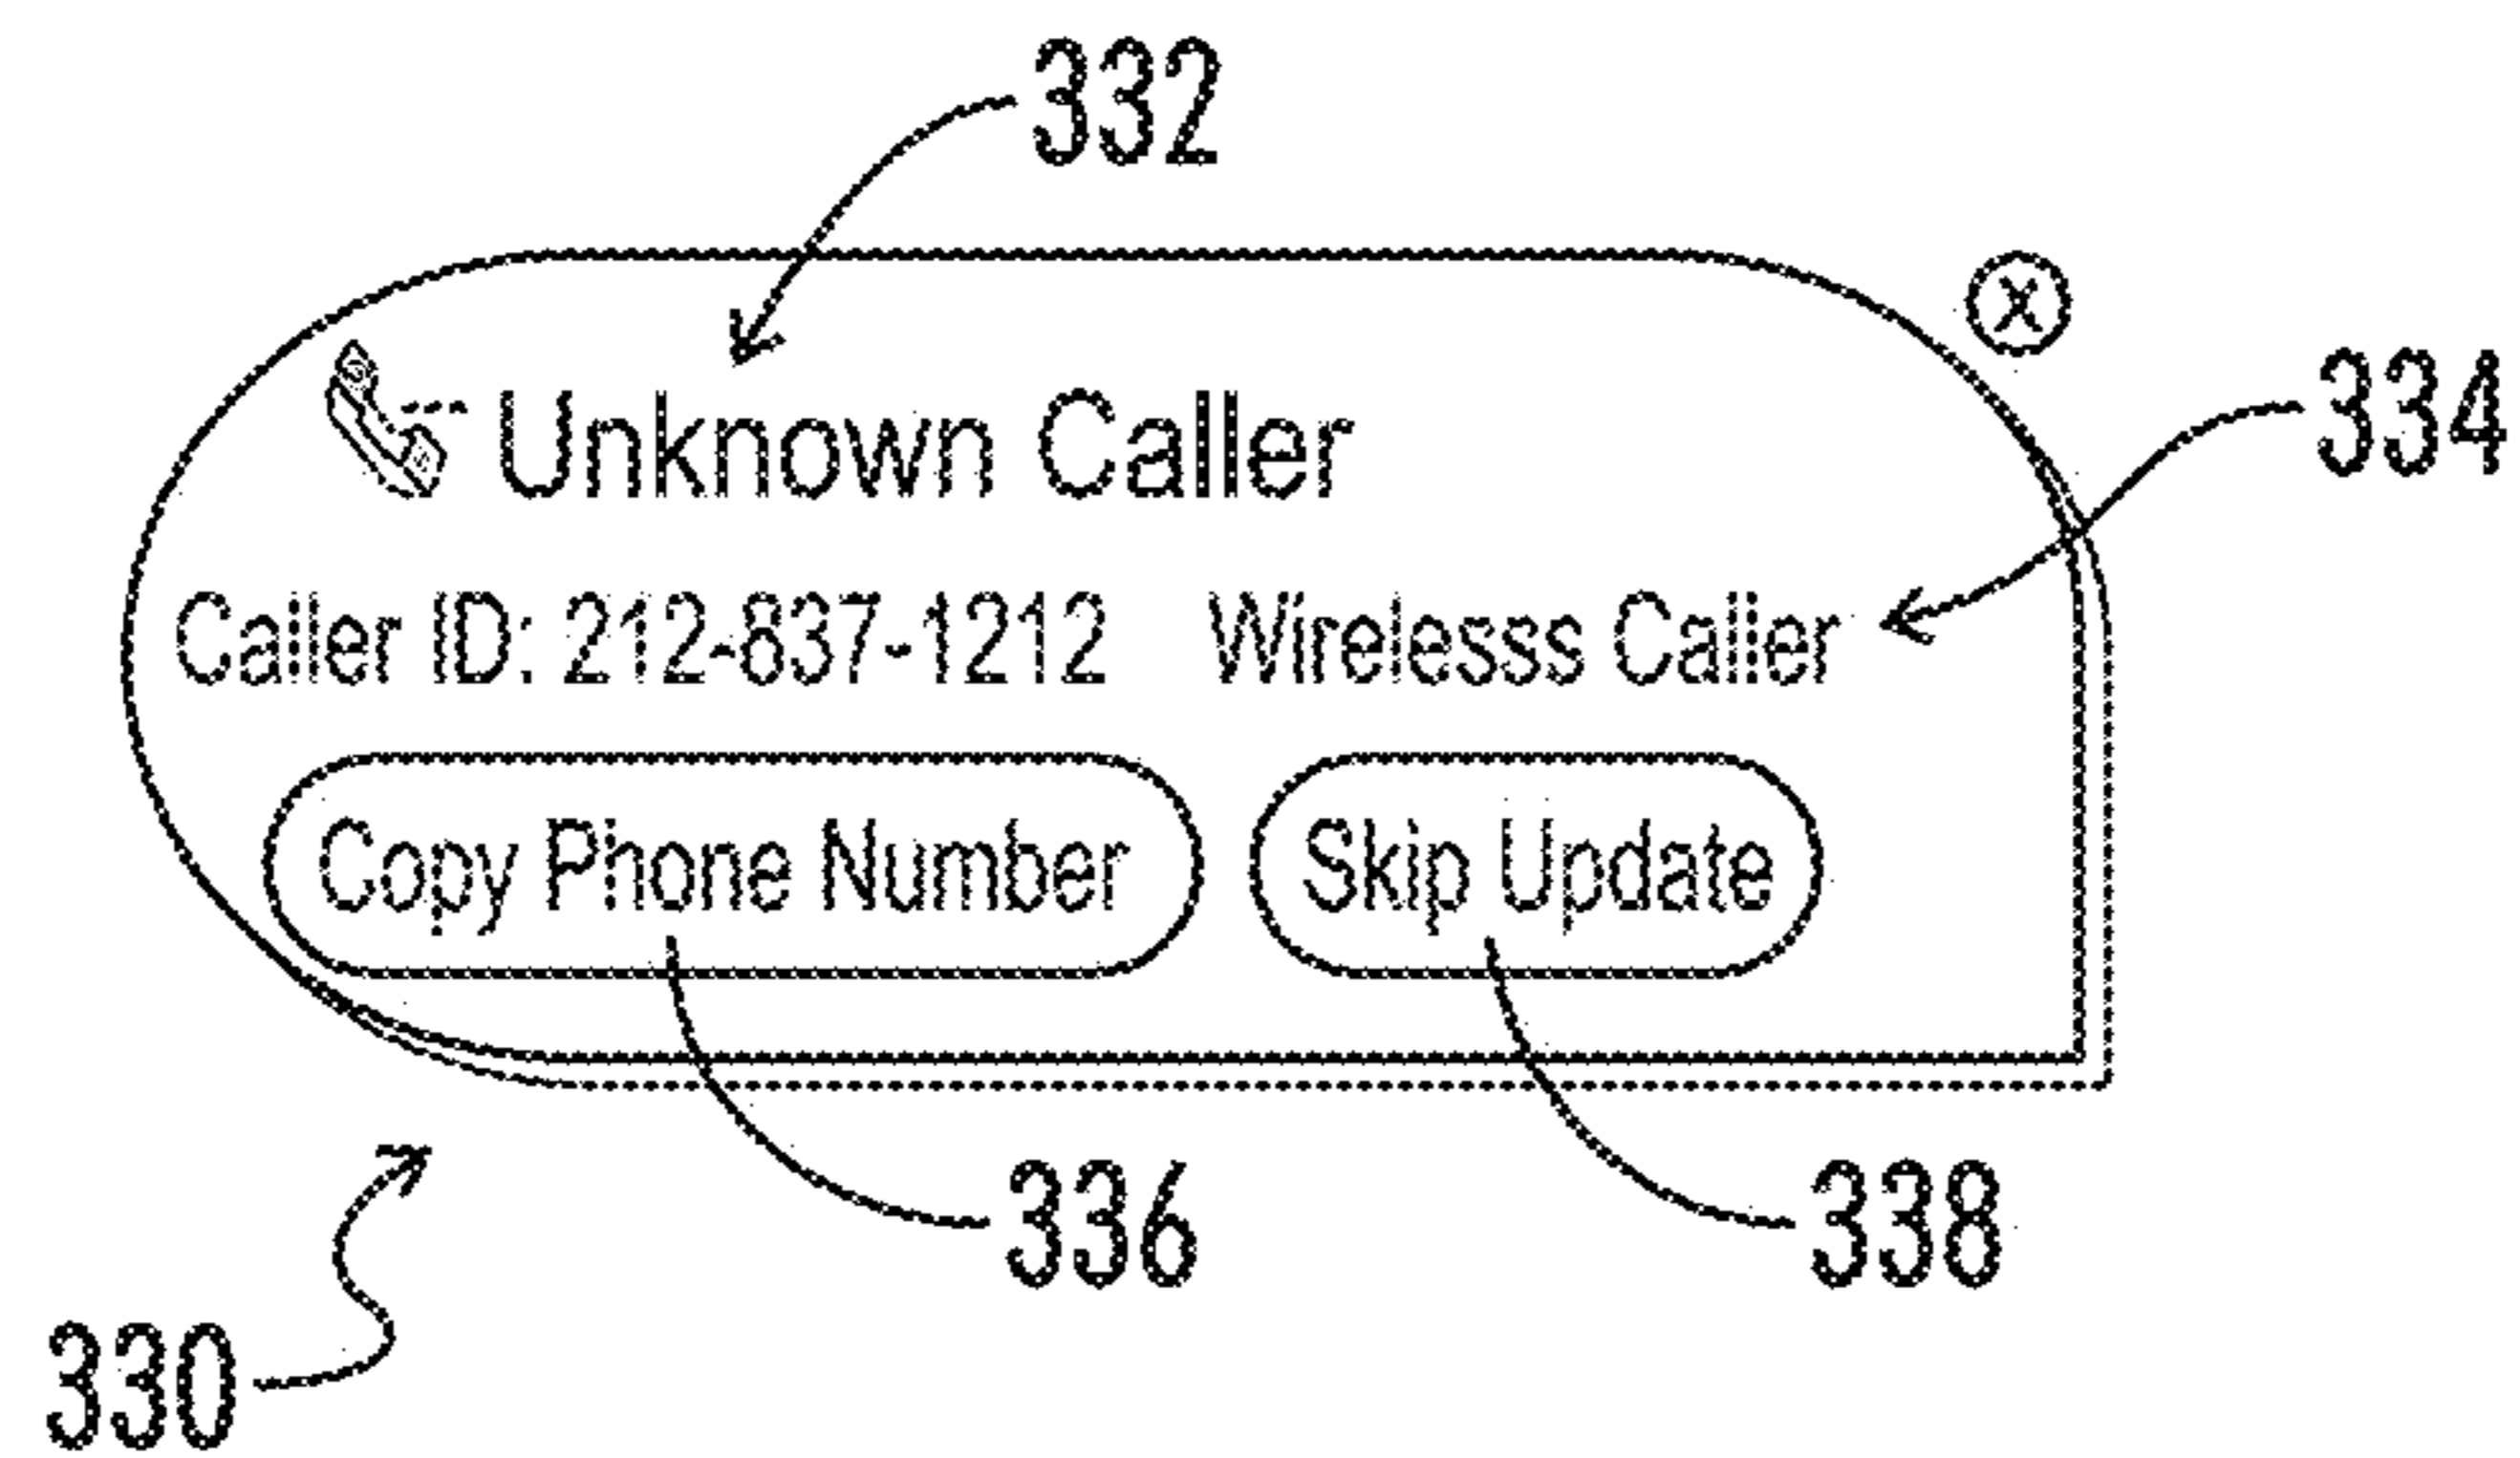 332
X
Unknown Caller
334
Caller ID: 212-837-1212 Wirelesss Caller
Copy Phone Number Skip Update
336 338
330